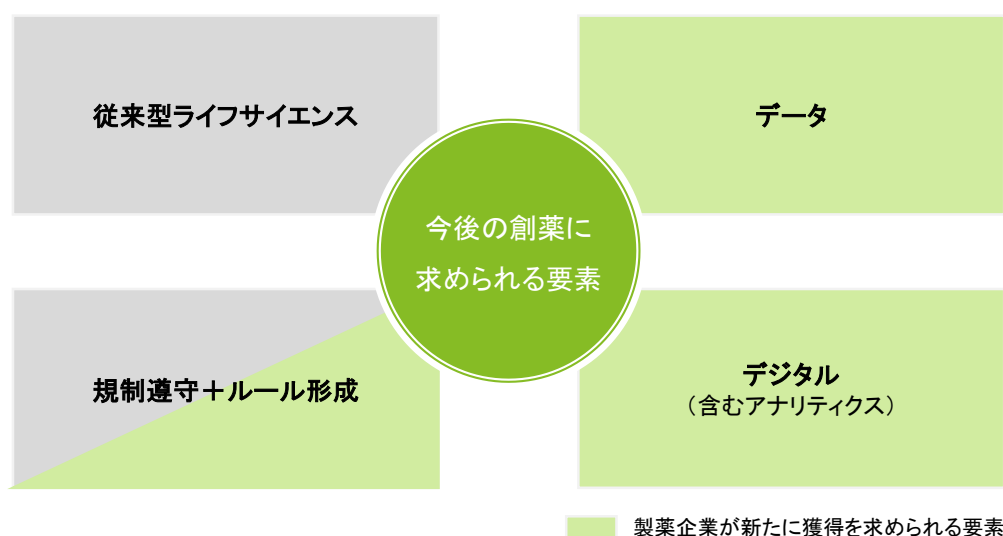 従来型ライフサイエンス
データ
今後の創薬に
求められる要素
規制遵守＋ルール形成
デジタル
（含むアナリティクス）
製薬企業が新たに獲得を求められる要素